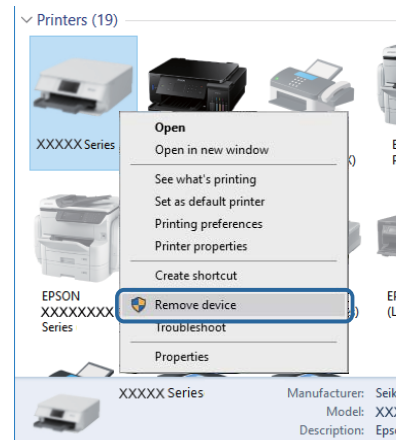 Printers (19)
XXXXX Series
Open
Open in new window
See what's printing
Set as default printer
Printing preferences
Printer properties
Create shortcut
Remove device
Troubleshoot
Properties
EPSON
XXXXXXXX
Series
XXXXX Series
Manufacturer:
Model:
Description: